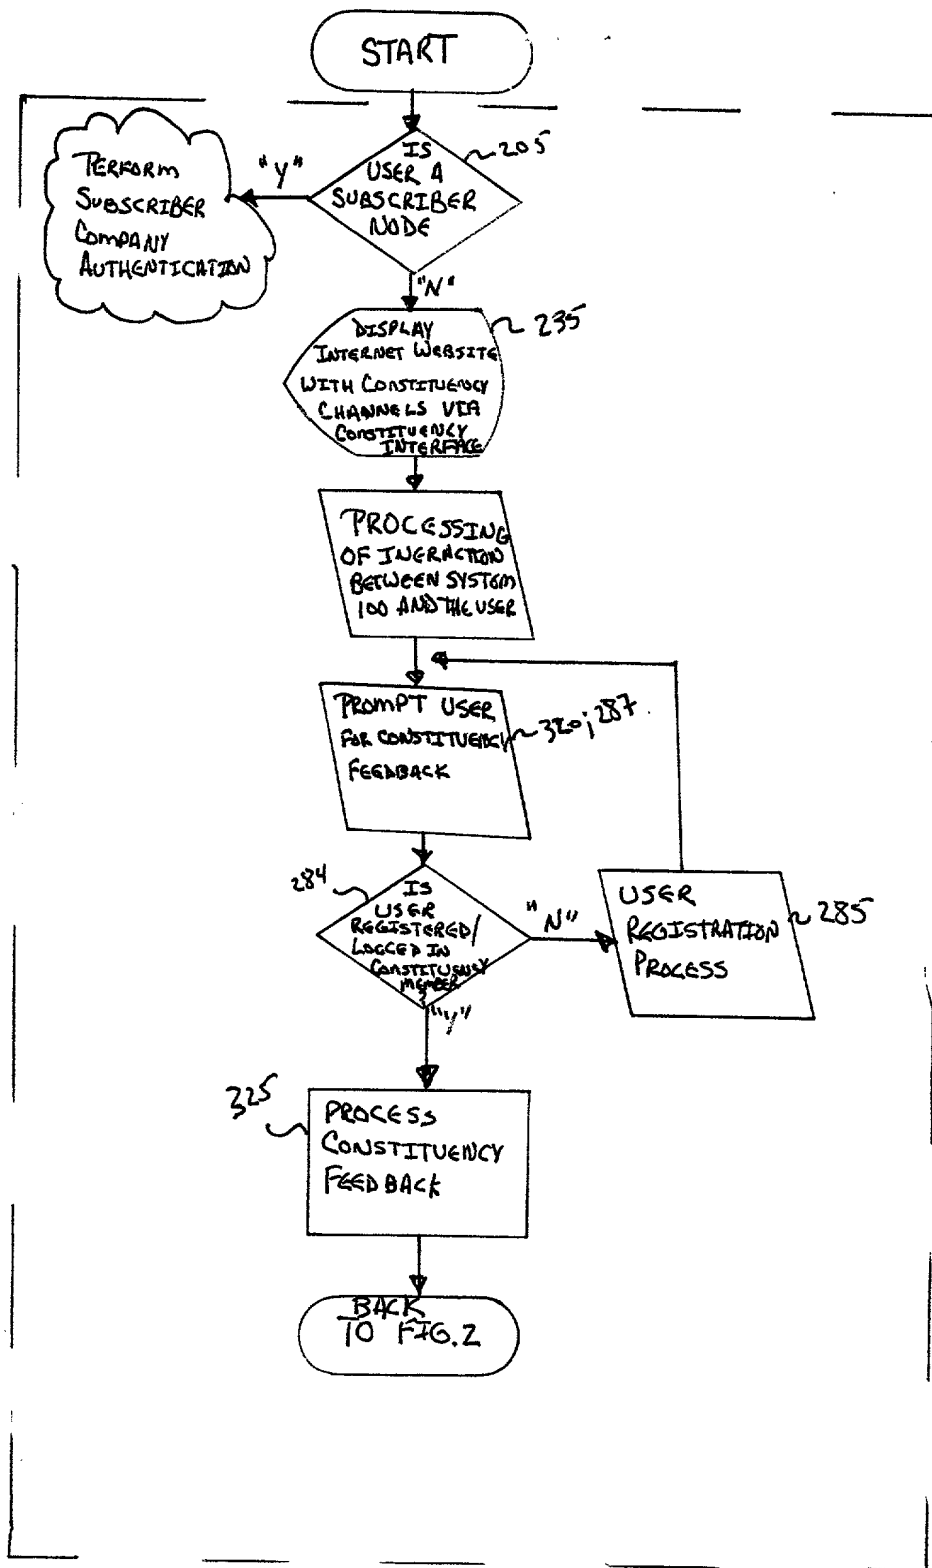 START
IS
USER A
SUBSCRIBER
NODE
205
"Y"
PERFORM
SUBSCRIBER
COMPANY
AUTHENTICATION
"N"
DISPLAY
INTERNET WEBSITE
WITH CONSTITUENCY
CHANNELS VIA
CONSTITUENCY
INTERFACE
235
PROCESSING
OF INERACTION
BETWEEN SYSTEM
100 AND THE USER
PROMPT USER
FOR CONSTITUENCY
FEEDBACK
320;287
284
IS
USER
REGISTERED/
LOGGED IN
CONSTITUENCY
MEMBER
?
"N"
USER
REGISTRATION
PROCESS
285
"Y"
325
PROCESS
CONSTITUENCY
FEEDBACK
BACK
TO FIG.2